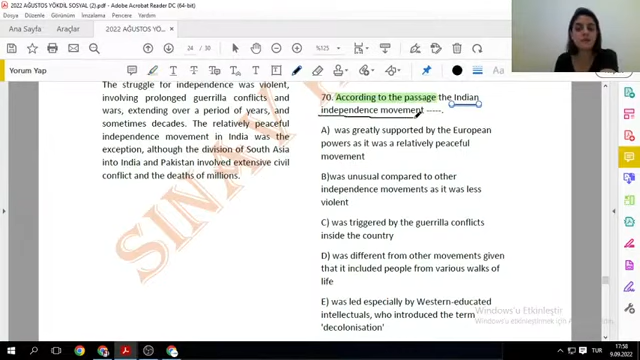 2022 AĞUSTOS YÖKDİL SOSYAL (2).pdf - Adobe Acrobat Reader DC (64-bit)
Dosya Düzenle Görüntüle İmzala Pencere Yardım
Ana Sayfa Araçlar 2022 AĞUSTOS YÖK... ×
24 / 30 %125
Yorum Yap
The struggle for independence was violent,
involving prolonged guerrilla conflicts and
wars, extending over a period of years, and
sometimes decades. The relatively peaceful
independence movement in India was the
exception, although the division of South Asia
into India and Pakistan involved extensive civil
conflict and the deaths of millions.
SINAV
70. According to the passage the Indian
independence movement -----.
A) was greatly supported by the European
powers as it was a relatively peaceful
movement
B)was unusual compared to other
independence movements as it was less
violent
C) was triggered by the guerrilla conflicts
inside the country
D) was different from other movements given
that it included people from various walks of
life
E) was led especially by Western-educated
intellectuals, who introduced the term
'decolonisation'
Windows'u Etkinleştir
Windows'u etkinleştirmek için Ayarlar'a
TUR
17:58
9.09.2022